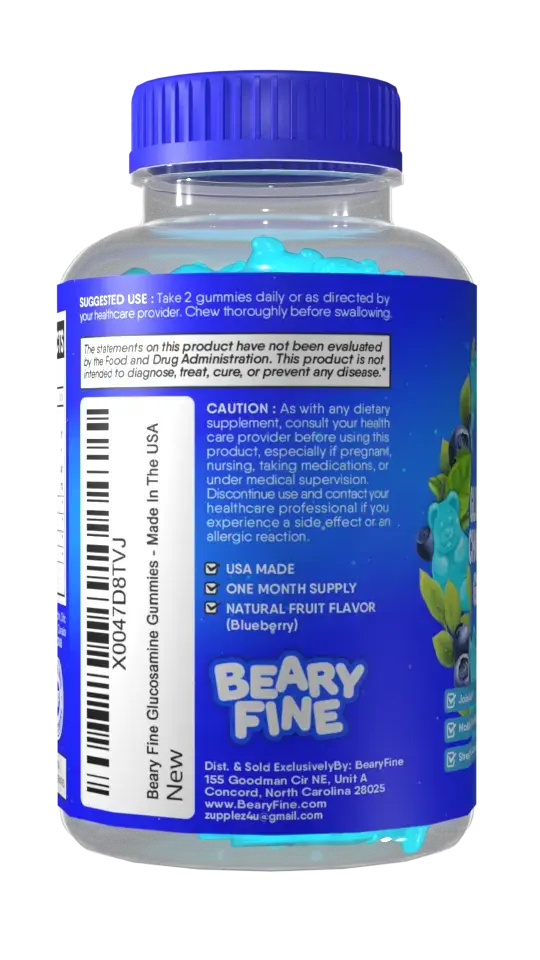 SUGGESTED USE : Take 2 gummies daily or as directed by
your healthcare provider. Chew thoroughly before swallowing.
The statements on this product have not been evaluated
by the Food and Drug Administration. This product is not
intended to diagnose, treat, cure, or prevent any disease.*
X0047D8TVJ
Beary Fine Glucosamine Gummies - Made In The USA
New
CAUTION : As with any dietary
supplement, consult your health
care provider before using this
product, especially if pregnant,
nursing, taking medications, or
under medical supervision.
Discontinue use and contact your
healthcare professional if you
experience a side effect or an
allergic reaction.
USA MADE
ONE MONTH SUPPLY
NATURAL FRUIT FLAVOR
(Blueberry)
BEARY
FINE
Dist. & Sold ExclusivelyBy: BearyFine
155 Goodman Cir NE, Unit A
Concord, North Carolina 28025
www.BearyFine.com
zupplez4u@gmail.com